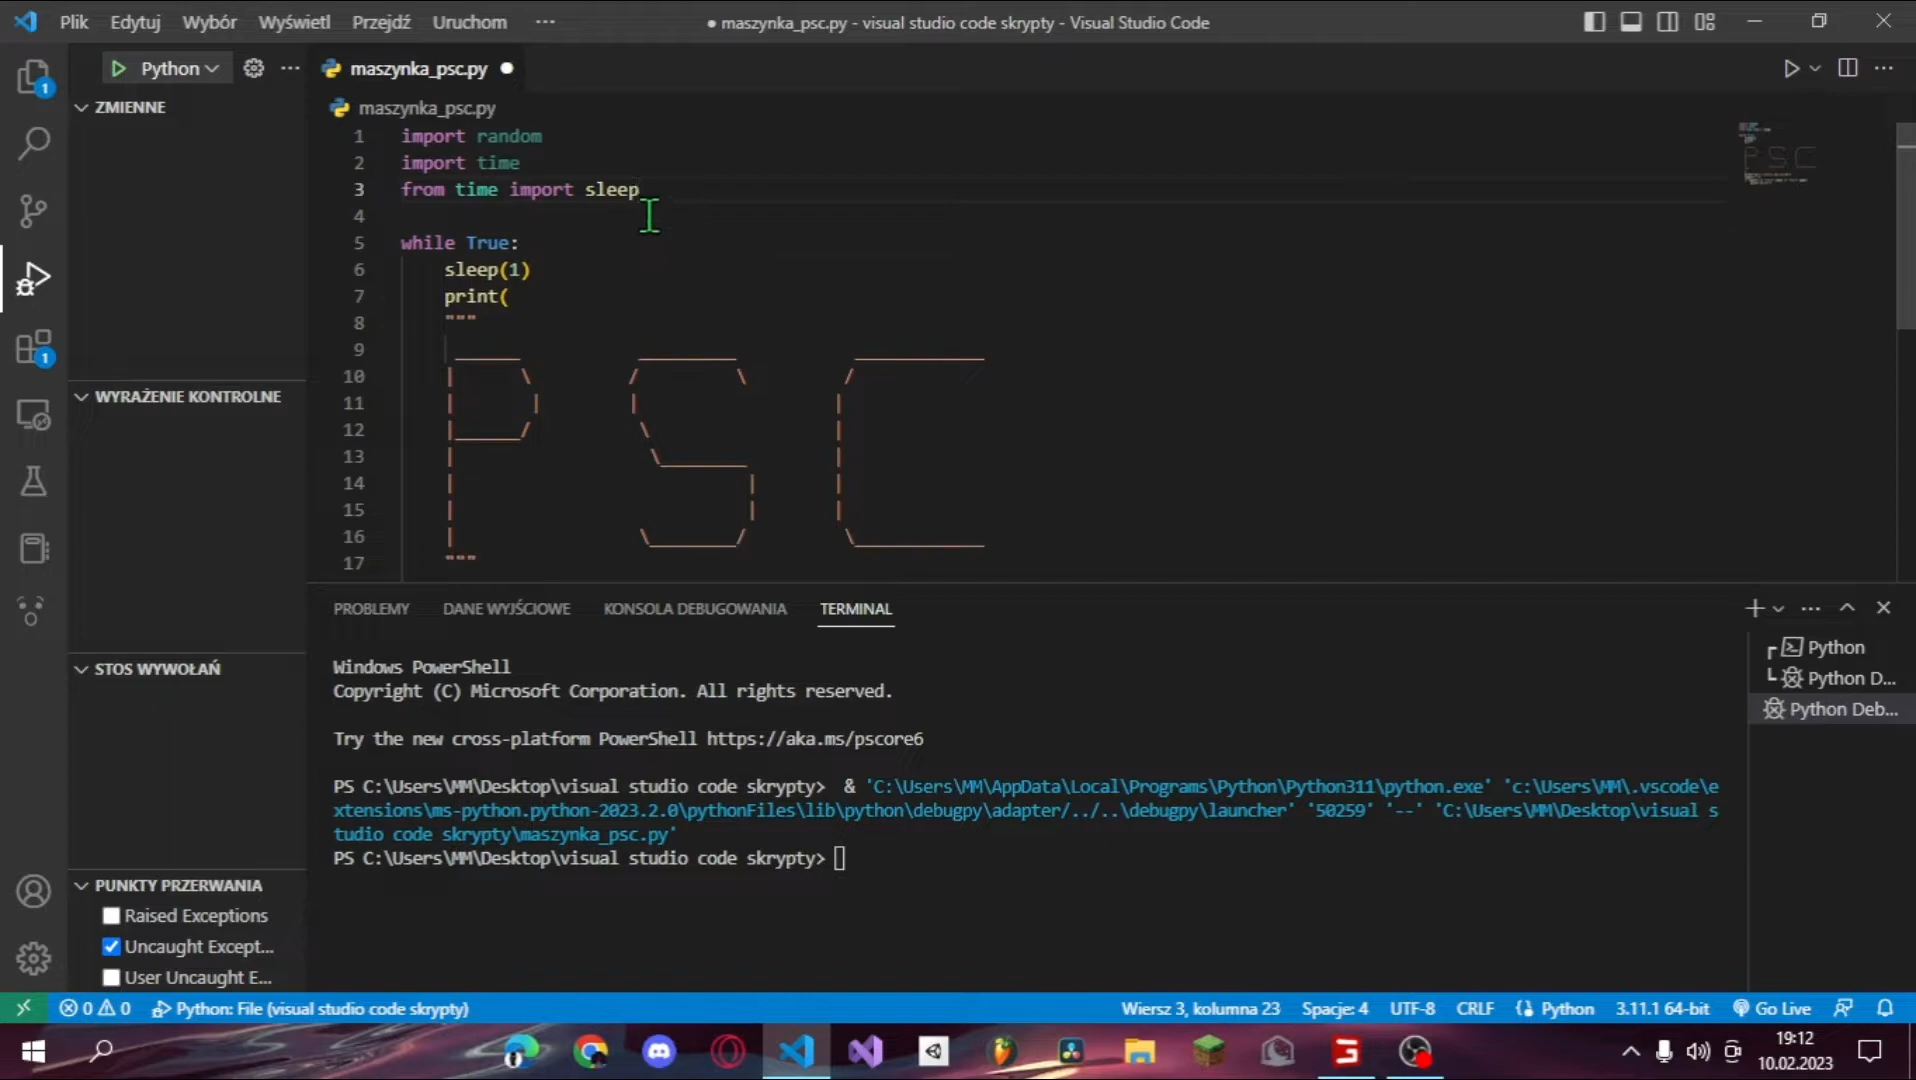 Plik Edytuj Wybór Wyświetl Przejdź Uruchom ··· ● maszynka_psc.py - visual studio code skrypty - Visual Studio Code
Python ··· maszynka_psc.py ●
ZMIENNE
maszynka_psc.py
1 import random
2 import time
3 from time import sleep
4
5 while True:
6     sleep(1)
7     print(
8     """
9      ______           _________           ____________
10     |      \         /         \         /
11     |       |        |                  |
12     |______/          \                 |
13     |                  \________        |
14     |                           |       |
15     |                           |       |
16     |                 \________/        \____________
17     """
WYRAŻENIE KONTROLNE
STOS WYWOŁAŃ
PUNKTY PRZERWANIA
Raised Exceptions
Uncaught Except...
User Uncaught E...
PROBLEMY DANE WYJŚCIOWE KONSOLA DEBUGOWANIA TERMINAL
Windows PowerShell
Copyright (C) Microsoft Corporation. All rights reserved.
Try the new cross-platform PowerShell https://aka.ms/pscore6
PS C:\Users\MM\Desktop\visual studio code skrypty>  & 'C:\Users\MM\AppData\Local\Programs\Python\Python311\python.exe' 'c:\Users\MM\.vscode\e
xtensions\ms-python.python-2023.2.0\pythonFiles\lib\python\debugpy\adapter/../..\debugpy\launcher' '50259' '--' 'C:\Users\MM\Desktop\visual s
tudio code skrypty\maszynka_psc.py'
PS C:\Users\MM\Desktop\visual studio code skrypty>
Python
Python D...
Python Deb...
0 0 Python: File (visual studio code skrypty) Wiersz 3, kolumna 23 Spacje: 4 UTF-8 CRLF Python 3.11.1 64-bit Go Live
19:12
10.02.2023